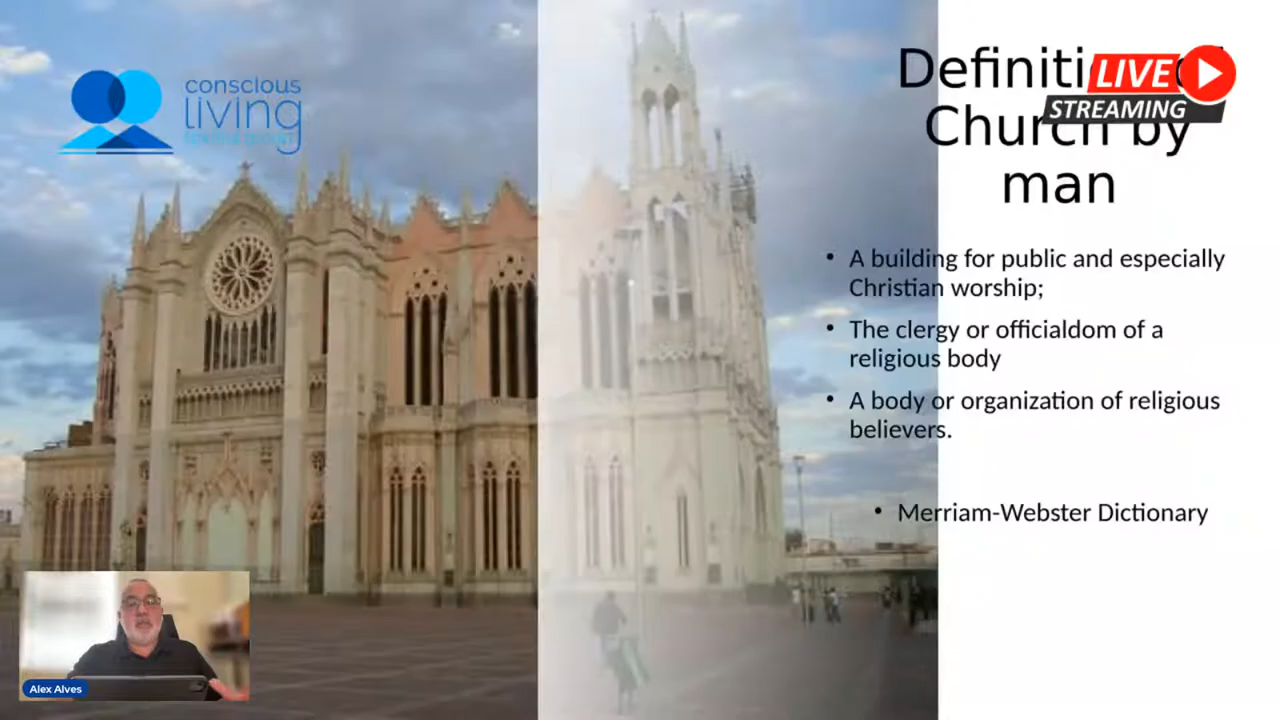 conscious
living
LIVE
STREAMING
Church by
man
• A building for public and especially
Christian worship;
• The clergy or officialdom of a
religious body
• A body or organization of religious
believers.
• Merriam-Webster Dictionary
Alex Alves